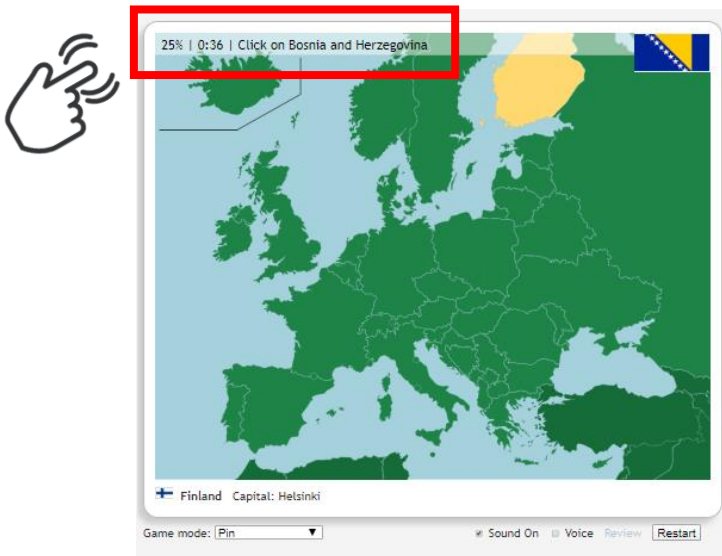 25% | 0:36 | Click on Bosnia and Herzegovina
Finland Capital: Helsinki
Game mode: Pin Sound On Voice Review Restart